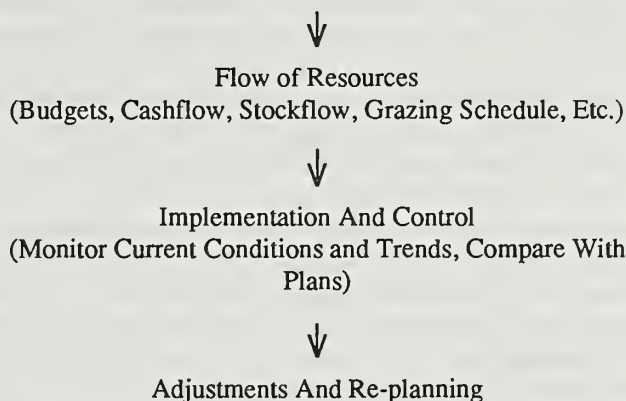 Flow of Resources
(Budgets, Cashflow, Stockflow, Grazing Schedule, Etc.)
Implementation And Control
(Monitor Current Conditions and Trends, Compare With
Plans)
Adjustments And Re-planning